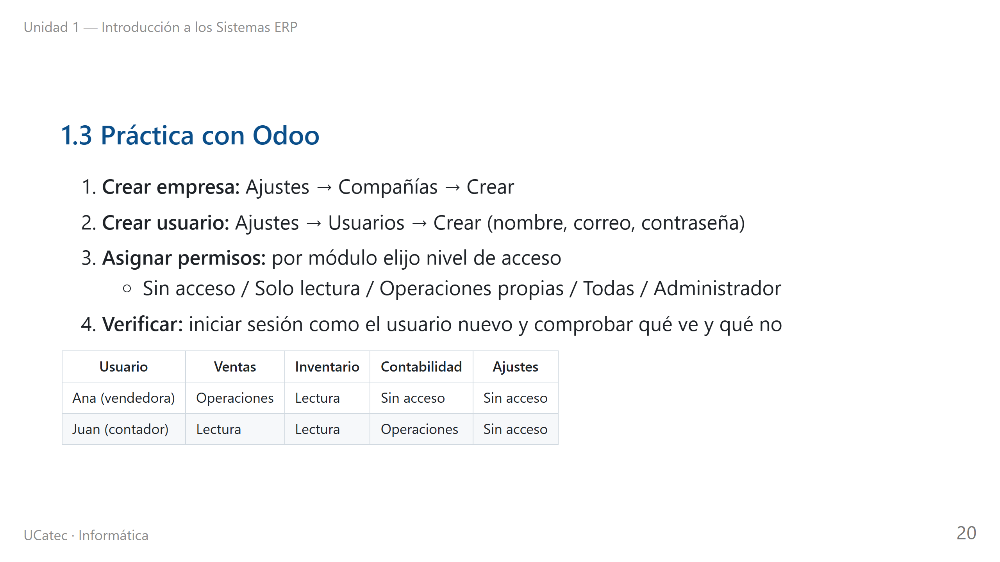 Unidad 1 — Introducción a los Sistemas ERP
1.3 Práctica con Odoo
1. Crear empresa: Ajustes → Compañías → Crear
2. Crear usuario: Ajustes → Usuarios → Crear (nombre, correo, contraseña)
3. Asignar permisos: por módulo elijo nivel de acceso
○ Sin acceso / Solo lectura / Operaciones propias / Todas / Administrador
4. Verificar: iniciar sesión como el usuario nuevo y comprobar qué ve y qué no
Usuario Ventas Inventario Contabilidad Ajustes
Ana (vendedora) Operaciones Lectura Sin acceso Sin acceso
Juan (contador) Lectura Lectura Operaciones Sin acceso
UCatec · Informática
20